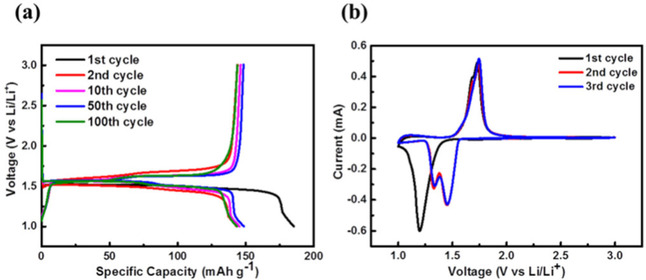 (a)
1st cycle
2nd cycle
10th cycle
50th cycle
100th cycle
Voltage (V vs Li/Li⁺)
3.0
2.5
2.0
1.5
1.0
0
50
100
150
200
Specific Capacity (mAh g⁻¹)
(b)
1st cycle
2nd cycle
3rd cycle
Current (mA)
0.6
0.4
0.2
0.0
-0.2
-0.4
-0.6
1.0
1.5
2.0
2.5
3.0
Voltage (V vs Li/Li⁺)